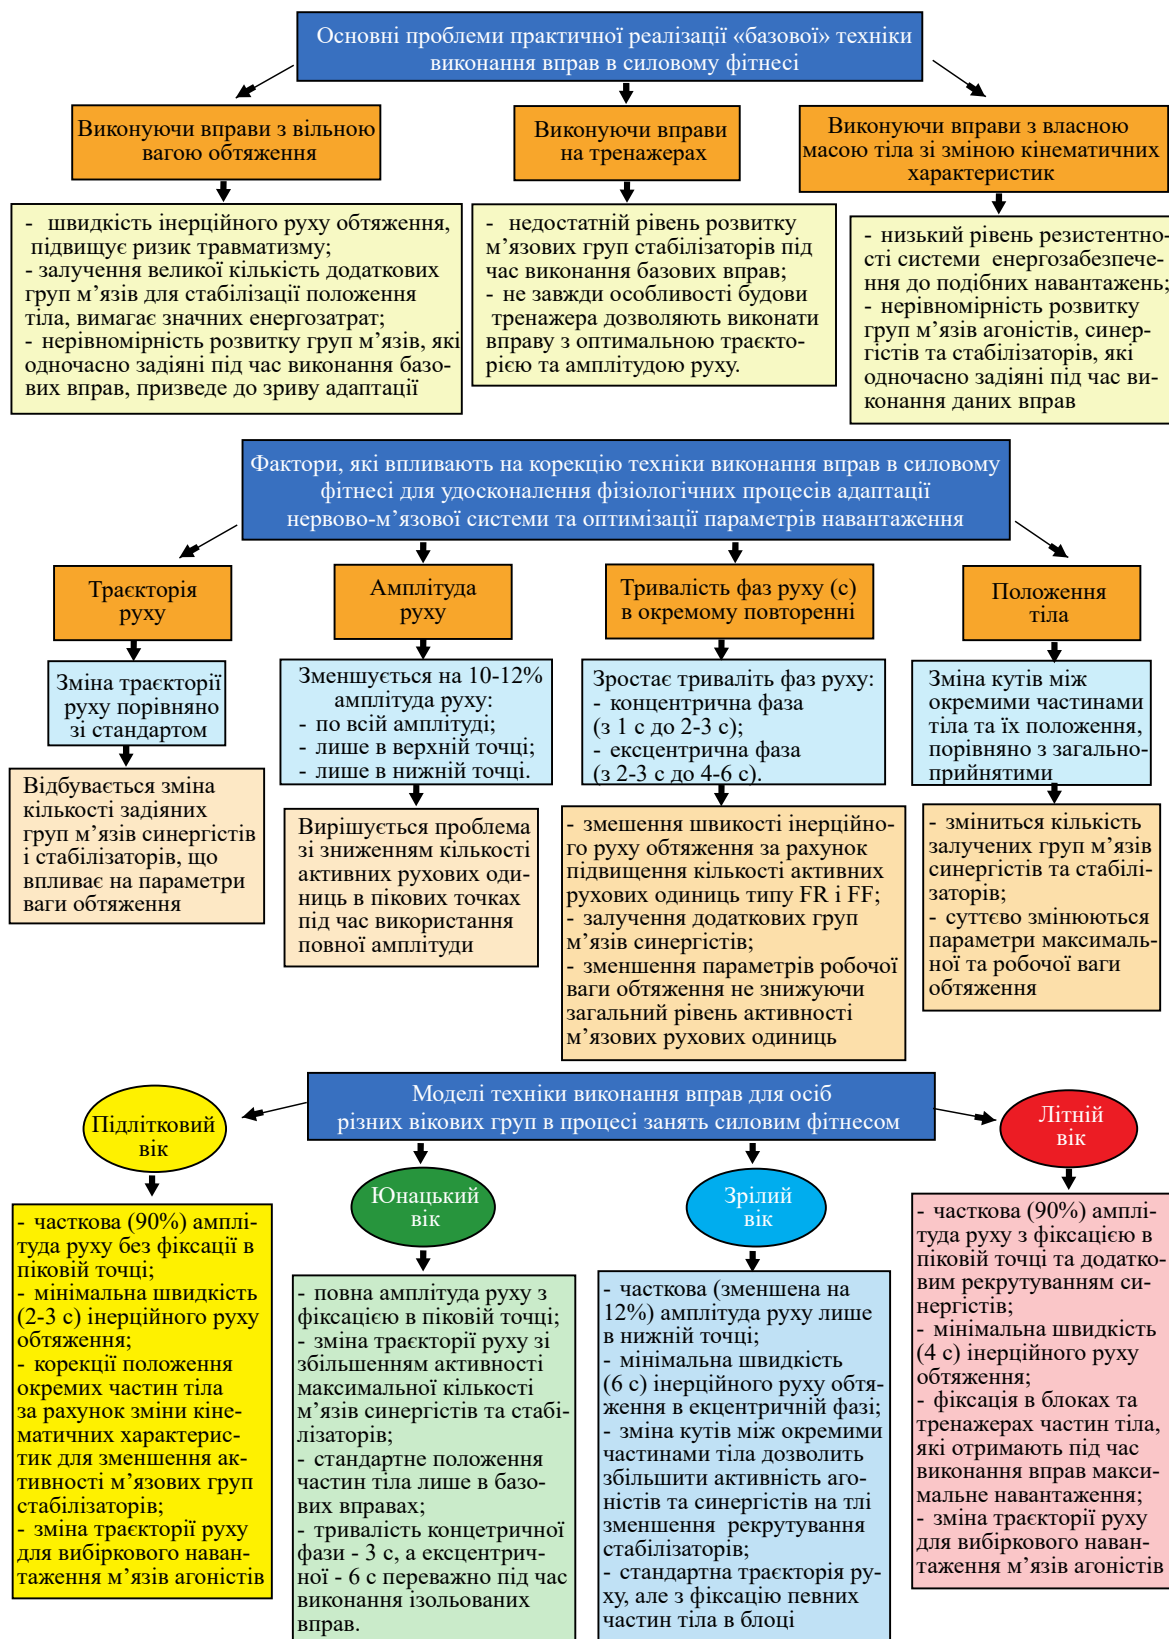 Основні проблеми практичної реалізації «базової» техніки
виконання вправ в силовому фітнесі
Виконуючи вправи з вільною
вагою обтяження
Виконуючи вправи
на тренажерах
Виконуючи вправи з власною
масою тіла зі зміною кінематичних
характеристик
- швидкість інерційного руху обтяження,
підвищує ризик травматизму;
- залучення великої кількість додаткових
груп м’язів для стабілізації положення
тіла, вимагає значних енергозатрат;
- нерівномірність розвитку груп м’язів, які
одночасно задіяні під час виконання базо-
вих вправ, призведе до зриву адаптації
- недостатній рівень розвитку
м’язових груп стабілізаторів під
час виконання базових вправ;
- не завжди особливості будови
тренажера дозволяють виконати
вправу з оптимальною траєкто-
рією та амплітудою руху.
- низький рівень резистентно-
сті системи енергозабезпече-
ння до подібних навантажень;
- нерівномірність розвитку
груп м’язів агоністів, синер-
гістів та стабілізаторів, які
одночасно задіяні під час ви-
конання даних вправ
Фактори, які впливають на корекцію техніки виконання вправ в силовому
фітнесі для удосконалення фізіологічних процесів адаптації
нервово-м’язової системи та оптимізації параметрів навантаження
Траєкторія
руху
Амплітуда
руху
Тривалість фаз руху (с)
в окремому повторенні
Положення
тіла
Зміна траєкторії
руху порівняно
зі стандартом
Зменшується на 10-12%
амплітуда руху:
- по всій амплітуді;
- лише в верхній точці;
- лише в нижній точці.
Зростає триваліть фаз руху:
- концентрична фаза
(з 1 с до 2-3 с);
- ексцентрична фаза
(з 2-3 с до 4-6 с).
Зміна кутів між
окремими частинами
тіла та їх положення,
порівняно з загально-
прийнятими
Відбувається зміна
кількості задіяних
груп м’язів синергістів
і стабілізаторів, що
впливає на параметри
ваги обтяження
Вирішується проблема
зі зниженням кількості
активних рухових оди-
ниць в пікових точках
під час використання
повної амплітуди
- змешення швикості інерційно-
го руху обтяження за рахунок
підвищення кількості активних
рухових одиниць типу FR і FF;
- залучення додаткових груп
м’язів синергістів;
- зменшення параметрів робочої
ваги обтяження не знижуючи
загальний рівень активності
м’язових рухових одиниць
- зміниться кількість
залучених груп м’язів
синергістів та стабілі-
заторів;
- суттєво змінюються
параметри максималь-
ної та робочої ваги
обтяження
Моделі техніки виконання вправ для осіб
різних вікових груп в процесі занять силовим фітнесом
Підлітковий
вік
Юнацький
вік
Зрілий
вік
Літній
вік
- часткова (90%) амплі-
туда руху без фіксації в
піковій точці;
- мінімальна швидкість
(2-3 с) інерційного руху
обтяження;
- корекції положення
окремих частин тіла
за рахунок зміни кіне-
матичних характерис-
тик для зменшення ак-
тивності м’язових груп
стабілізаторів;
- зміна траєкторії руху
для вибіркового наван-
таження м’язів агоністів
- повна амплітуда руху з
фіксацією в піковій точці;
- зміна траєкторії руху зі
збільшенням активності
максимальної кількості
м’язів синергістів та стабі-
лізаторів;
- стандартне положення
частин тіла лише в базо-
вих вправах;
- тривалість концетричної
фази - 3 с, а ексцентрич-
ної - 6 с переважно під час
виконання ізольованих
вправ.
- часткова (зменшена на
12%) амплітуда руху лише
в нижній точці;
- мінімальна швидкість
(6 с) інерційного руху обтя-
ження в екцентричній фазі;
- зміна кутів між окремими
частинами тіла дозволить
збільшити активність аго-
ністів та синергістів на тлі
зменшення рекрутування
стабілізаторів;
- стандартна траєкторія ру-
ху, але з фіксацію певних
частин тіла в блоці
- часткова (90%) амплі-
туда руху з фіксацією в
піковій точці та додатко-
вим рекрутуванням си-
нергістів;
- мінімальна швидкість
(4 с) інерційного руху
обтяження;
- фіксація в блоках та
тренажерах частин тіла,
які отримають під час
виконання вправ макси-
мальне навантаження;
- зміна траєкторії руху
для вибіркового наван-
таження м’язів агоністів